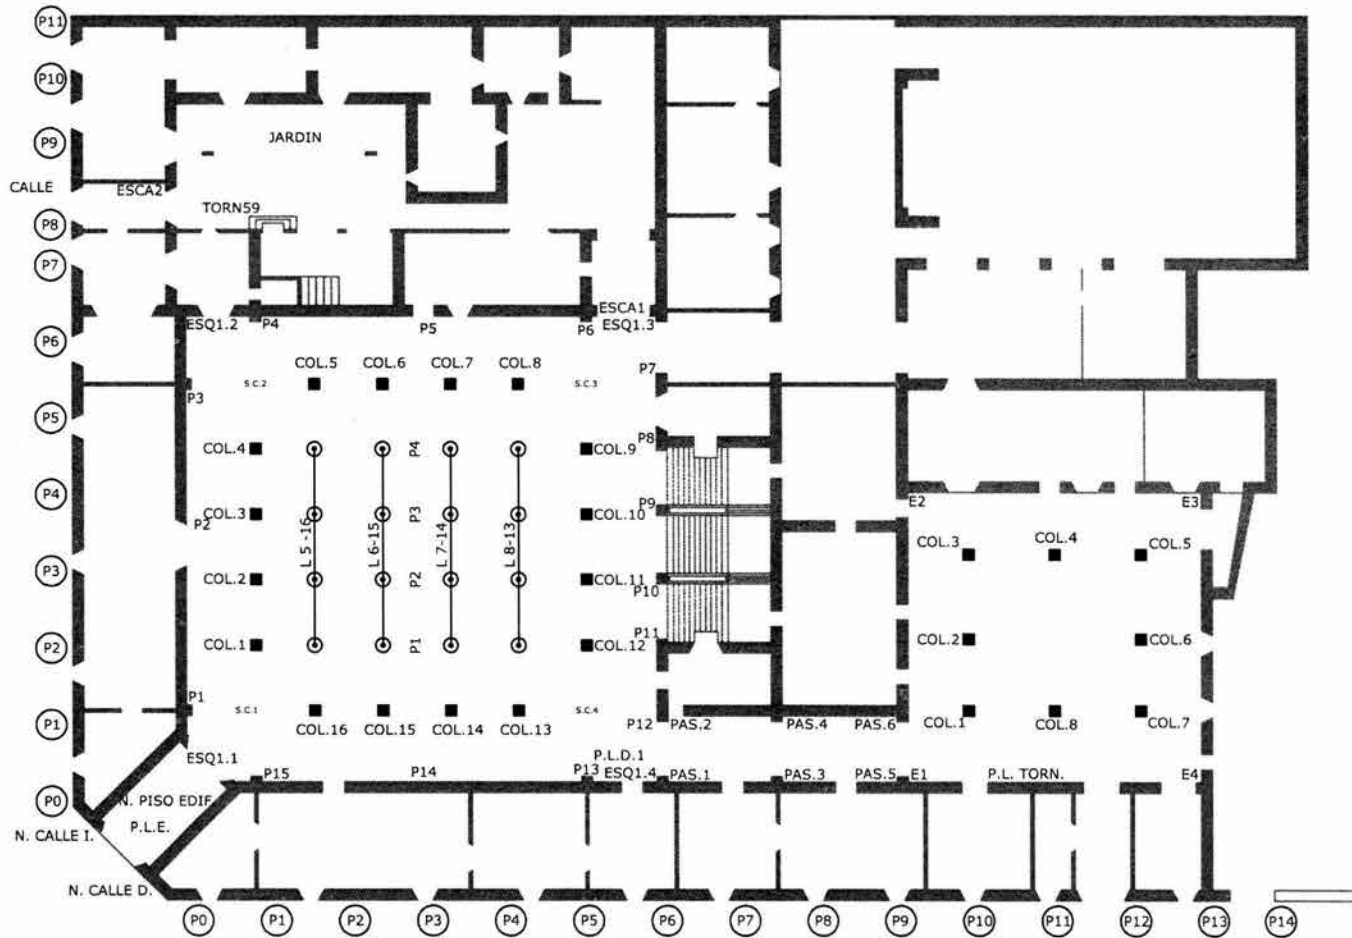 P11
P10
P9
JARDIN
CALLE
ESCA2
TORN59
P8
P7
ESCA1
ESQ1.2
P4
P5
P6
ESQ1.3
P6
COL.5
COL.6
COL.7
COL.8
P7
S.C.2
S.C.3
P3
P5
COL.4
P4
COL.9
P8
P4
P9
E2
E3
COL.3
P3
COL.10
P2
L 5 -16
L 6-15
L 7-14
L 8-13
COL.3
COL.4
COL.5
P3
COL.2
P2
COL.11
P10
P2
COL.1
P1
COL.12
P11
COL.2
COL.6
P1
P1
S.C.1
S.C.4
COL.16
COL.15
COL.14
COL.13
P12
PAS.2
PAS.4
PAS.6
COL.1
COL.8
COL.7
ESQ1.1
P.L.D.1
P15
P14
P13
ESQ1.4
PAS.1
PAS.3
PAS.5
E1
P.L. TORN.
E4
P0
N. PISO EDIF.
P.L.E.
N. CALLE I.
N. CALLE D.
P0
P1
P2
P3
P4
P5
P6
P7
P8
P9
P10
P11
P12
P13
P14